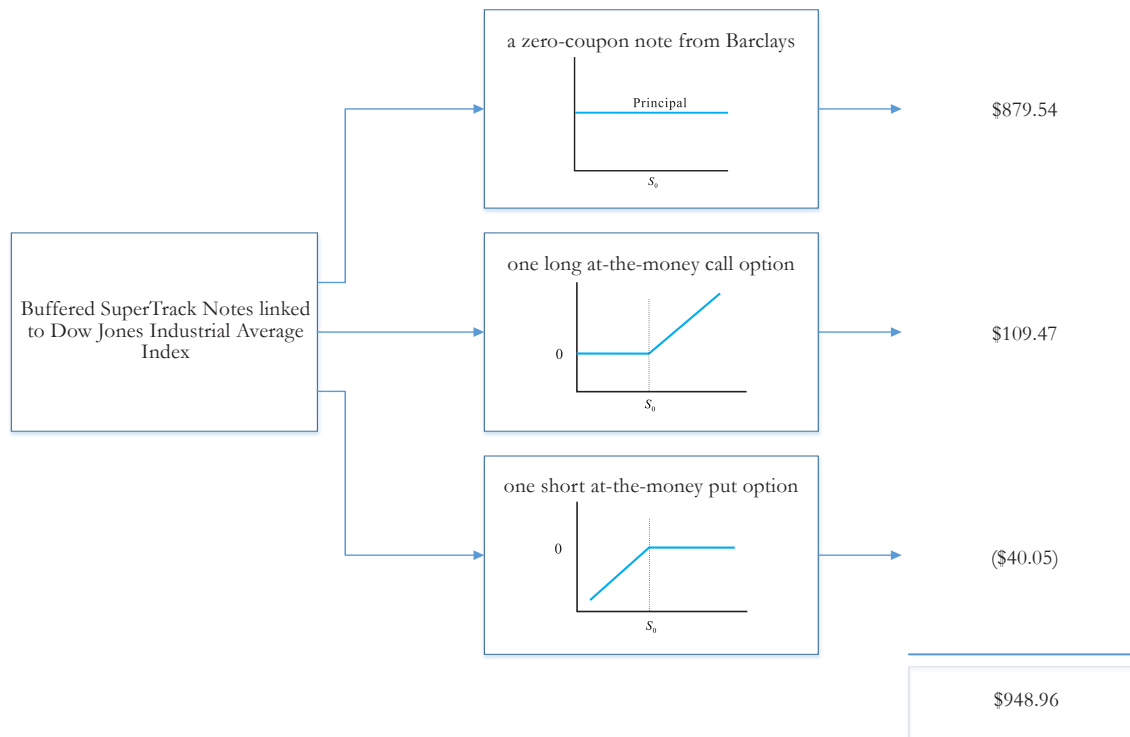 a zero-coupon note from Barclays
Principal
S₀
$879.54
Buffered SuperTrack Notes linked
to Dow Jones Industrial Average
Index
one long at-the-money call option
0
S₀
$109.47
one short at-the-money put option
0
S₀
($40.05)
$948.96